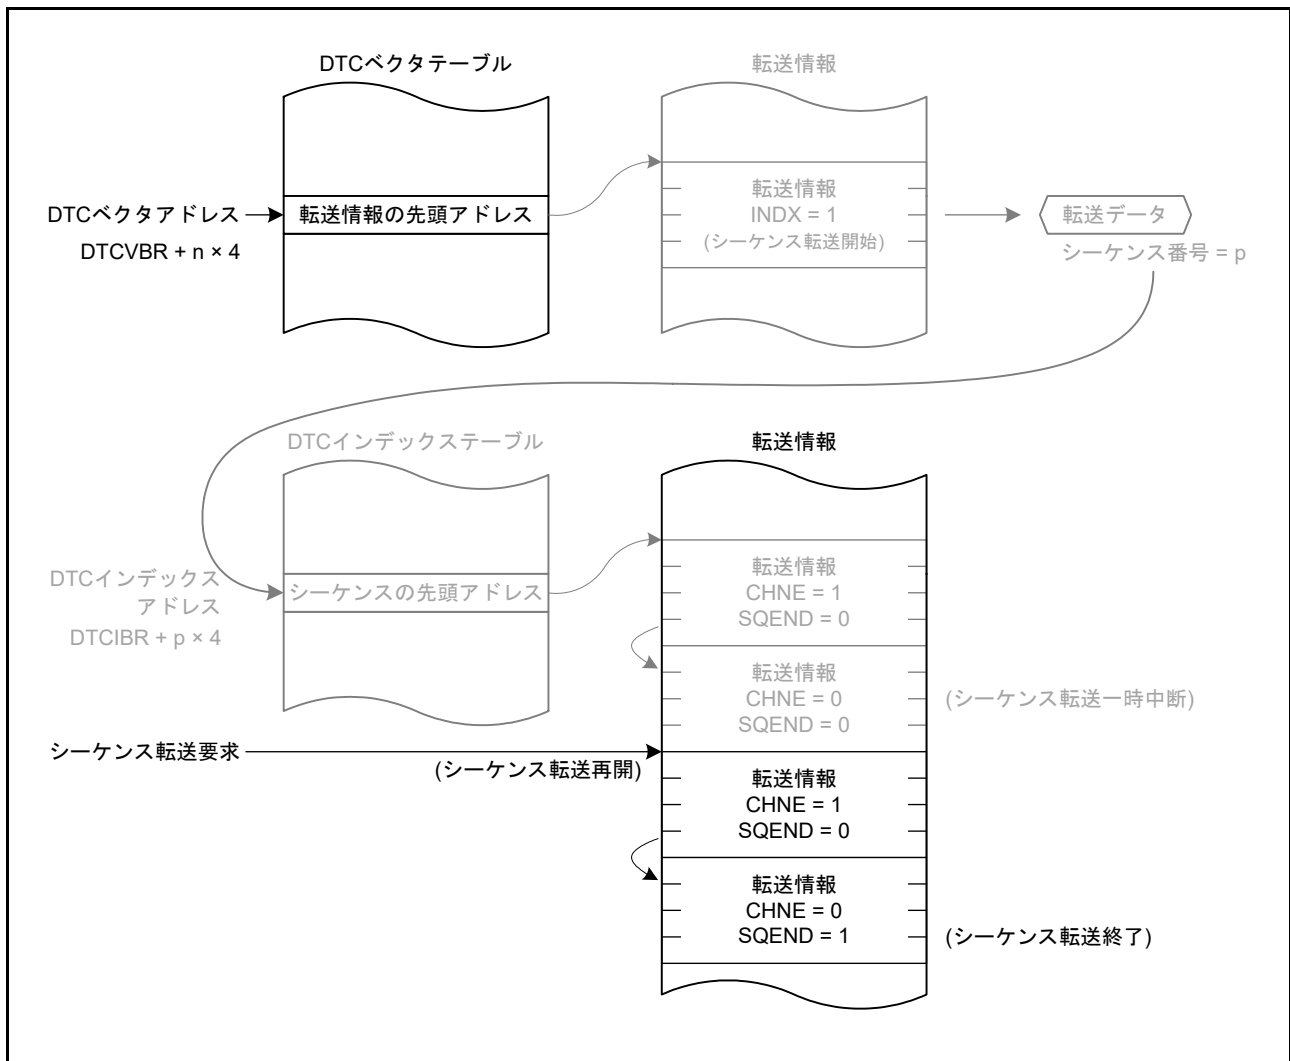 DTCベクタテーブル
転送情報
DTCベクタアドレス
DTCVBR + n × 4
転送情報の先頭アドレス
転送情報
INDX = 1
(シーケンス転送開始)
転送データ
シーケンス番号 = p
DTCインデックステーブル
転送情報
DTCインデックス
アドレス
DTCIBR + p × 4
シーケンスの先頭アドレス
転送情報
CHNE = 1
SQEND = 0
転送情報
CHNE = 0
SQEND = 0
(シーケンス転送一時中断)
シーケンス転送要求
(シーケンス転送再開)
転送情報
CHNE = 1
SQEND = 0
転送情報
CHNE = 0
SQEND = 1
(シーケンス転送終了)